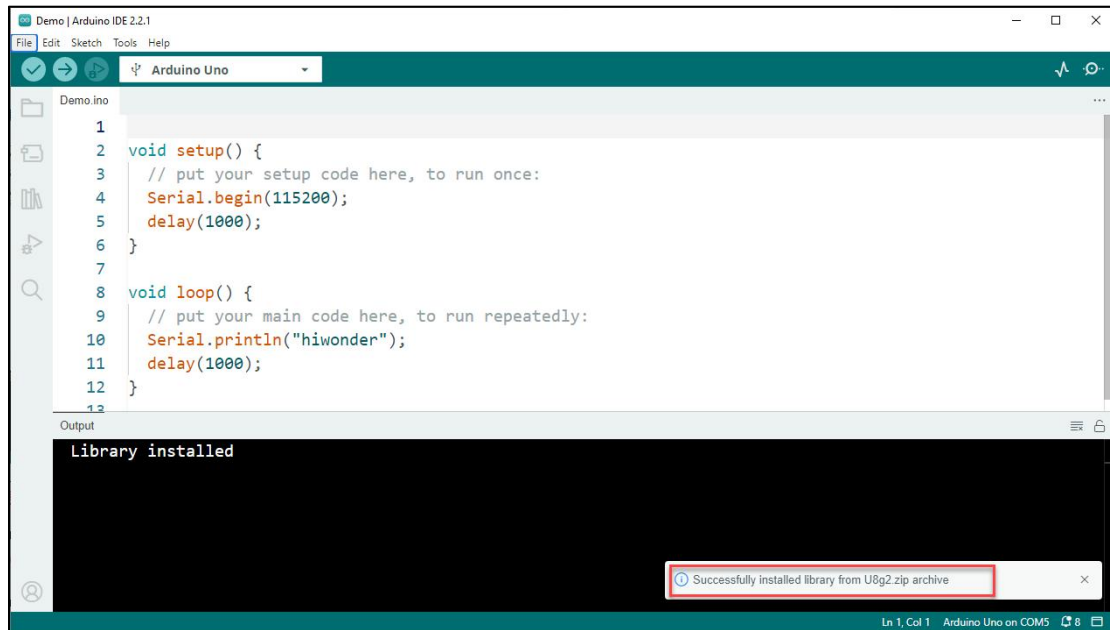 Demo | Arduino IDE 2.2.1
File Edit Sketch Tools Help
Arduino Uno
Demo.ino
1
2 void setup() {
3 // put your setup code here, to run once:
4 Serial.begin(115200);
5 delay(1000);
6 }
7
8 void loop() {
9 // put your main code here, to run repeatedly:
10 Serial.println("hiwonder");
11 delay(1000);
12 }
13
Output
Library installed
Successfully installed library from U8g2.zip archive
Ln 1, Col 1 Arduino Uno on COM5 8